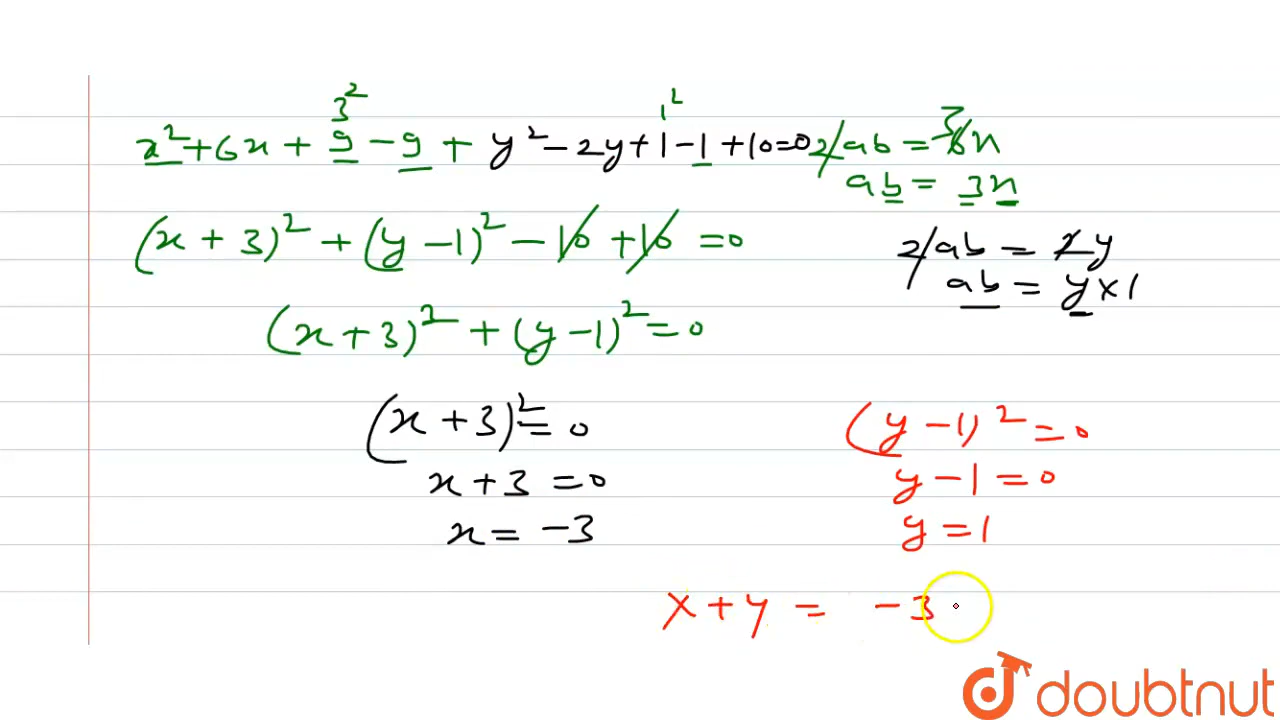 3² 1²
x² + 6x + 9 - 9 + y² - 2y + 1 - 1 + 10 = 0
2ab = 6x 3
ab = 3x
(x + 3)² + (y - 1)² - 10 + 10 = 0
2ab = 2y
ab = y × 1
(x + 3)² + (y - 1)² = 0
(x + 3)² = 0
x + 3 = 0
x = -3
(y - 1)² = 0
y - 1 = 0
y = 1
x + y = -3
doubtnut